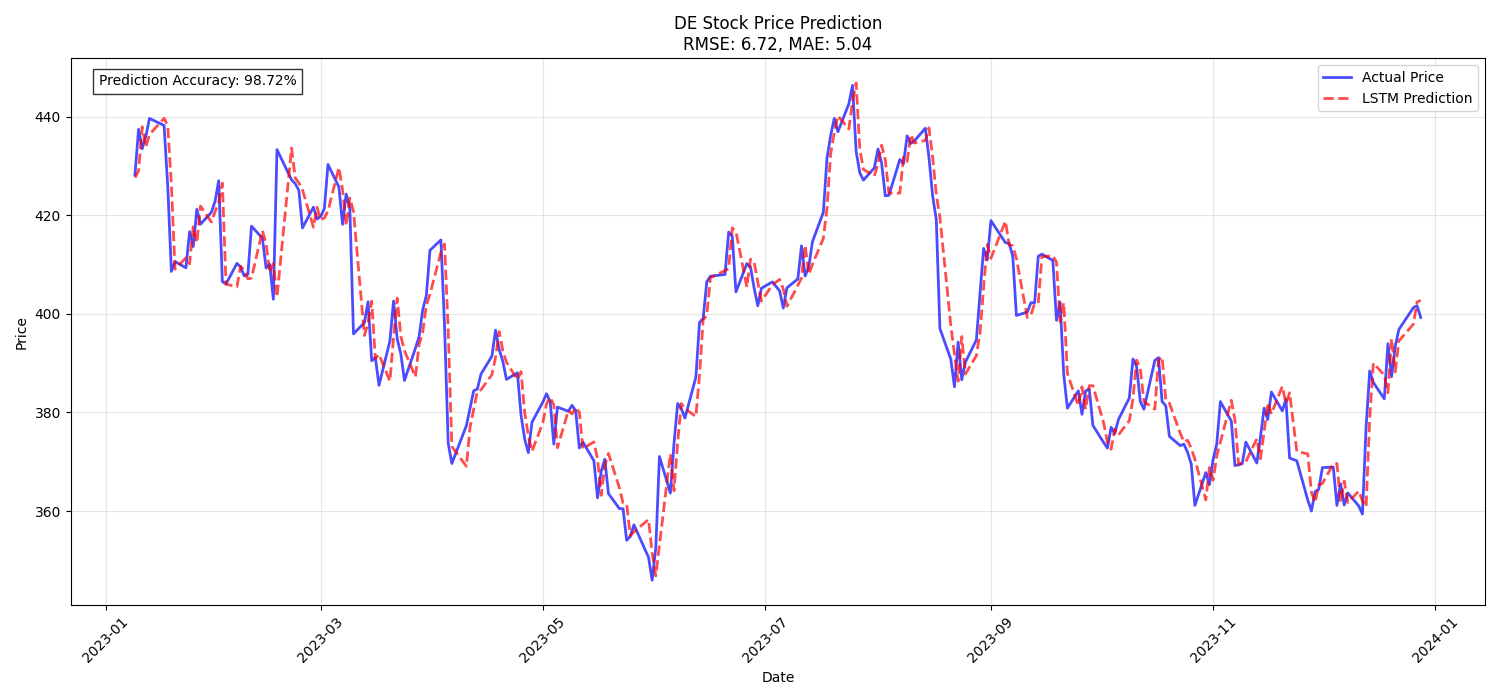 DE Stock Price Prediction
RMSE: 6.72, MAE: 5.04
Prediction Accuracy: 98.72%
Actual Price
LSTM Prediction
Price
440
420
400
380
360
2023-01
2023-03
2023-05
2023-07
2023-09
2023-11
2024-01
Date